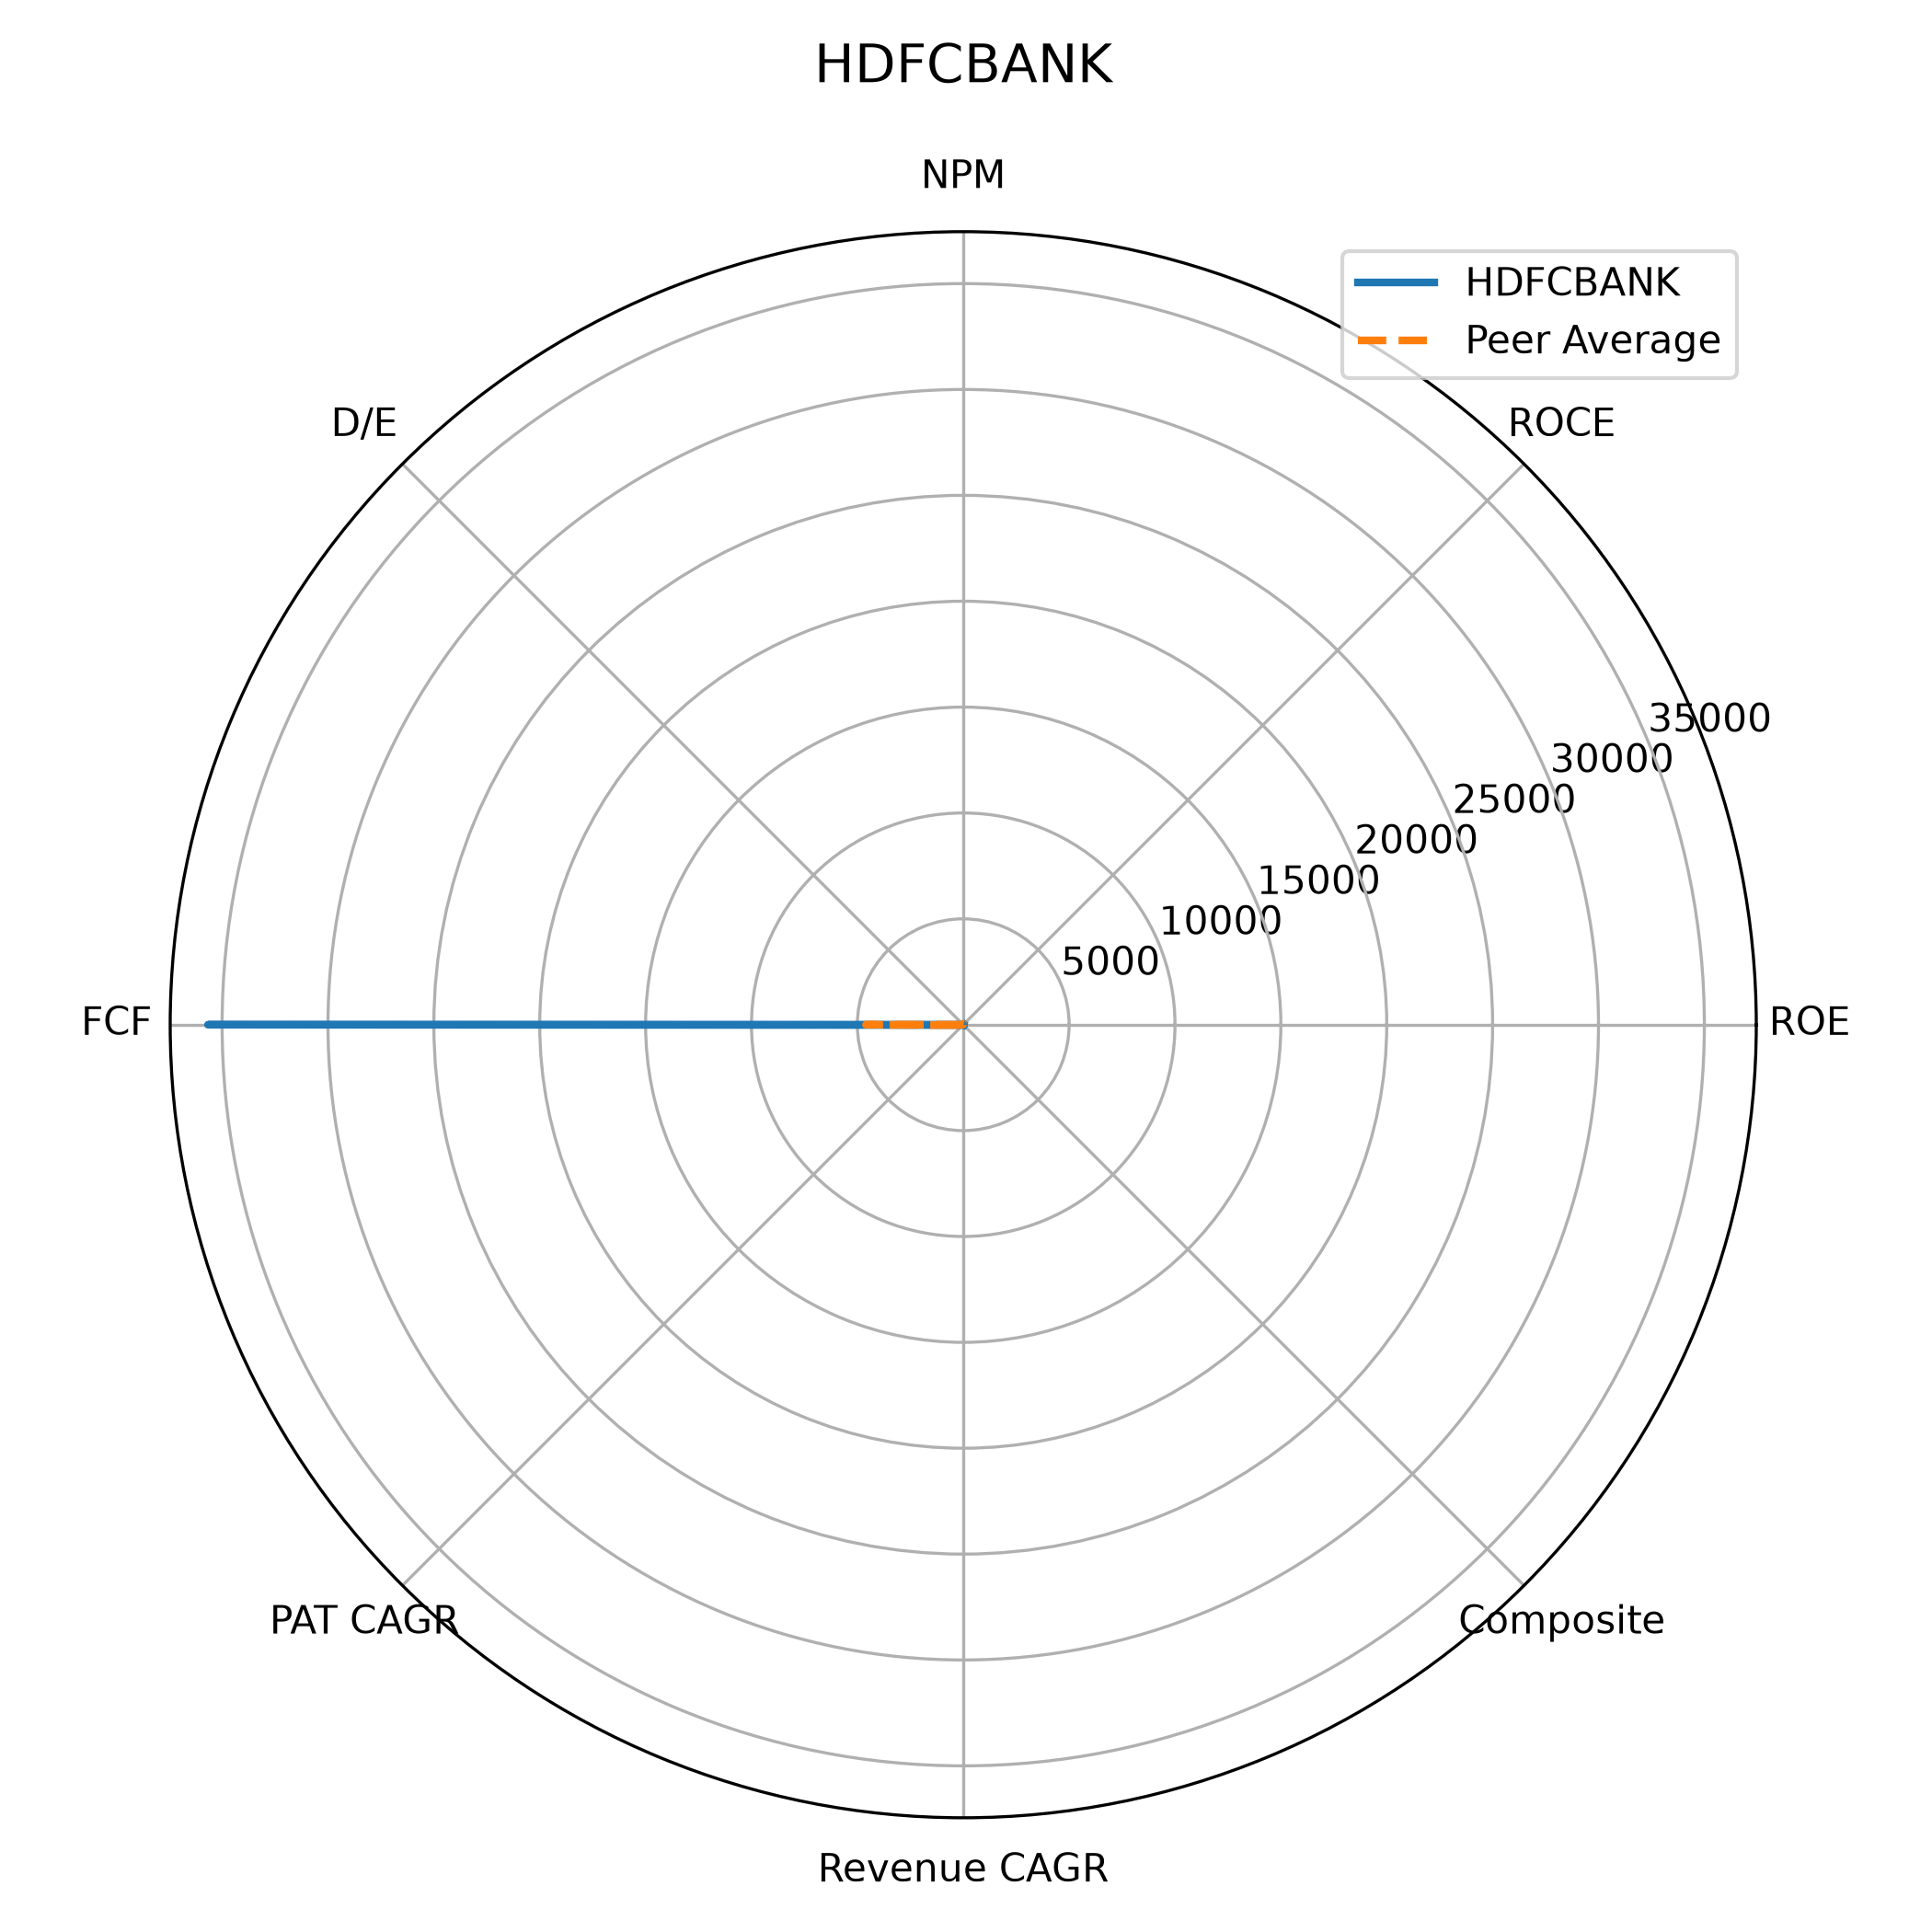 HDFCBANK
NPM
HDFCBANK
Peer Average
D/E
ROCE
35000
30000
25000
20000
15000
10000
5000
FCF
ROE
PAT CAGR
Composite
Revenue CAGR